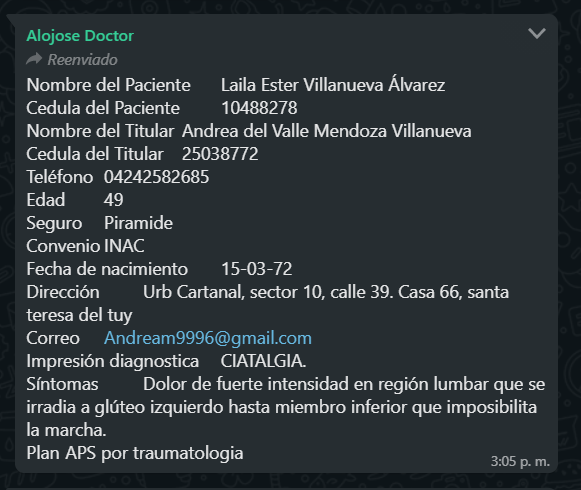 Alojose Doctor
Reenviado
Nombre del Paciente Laila Ester Villanueva Álvarez
Cedula del Paciente 10488278
Nombre del Titular Andrea del Valle Mendoza Villanueva
Cedula del Titular 25038772
Teléfono 04242582685
Edad 49
Seguro Piramide
Convenio INAC
Fecha de nacimiento 15-03-72
Dirección Urb Cartanal, sector 10, calle 39. Casa 66, santa
teresa del tuy
Correo Andream9996@gmail.com
Impresión diagnostica CIATALGIA.
Síntomas Dolor de fuerte intensidad en región lumbar que se
irradia a glúteo izquierdo hasta miembro inferior que imposibilita
la marcha.
Plan APS por traumatologia
3:05 p. m.